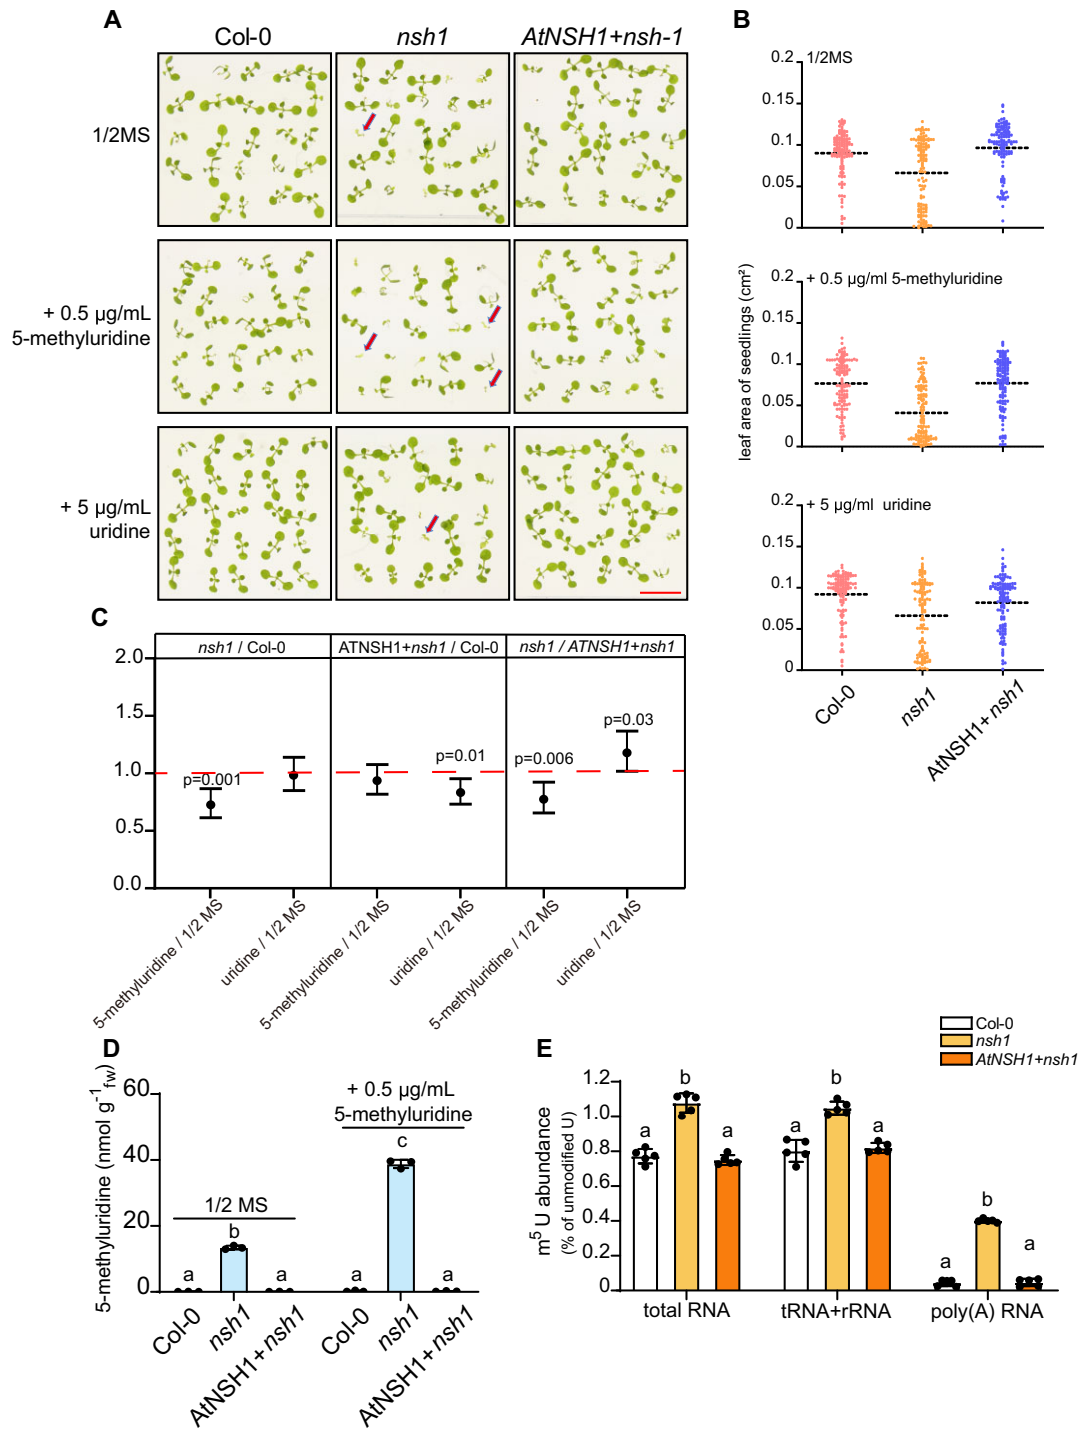 A
Col-0
nsh1
AtNSH1+nsh-1
1/2MS
+ 0.5 µg/mL
5-methyluridine
+ 5 µg/mL
uridine
B
leaf area of seedlings (cm²)
1/2MS
0.2
0.15
0.1
0.05
0
+ 0.5 µg/ml 5-methyluridine
0.2
0.15
0.1
0.05
0
+ 5 µg/ml uridine
0.2
0.15
0.1
0.05
0
Col-0
nsh1
AtNSH1+nsh1
C
nsh1 / Col-0
ATNSH1+nsh1 / Col-0
nsh1 / ATNSH1+nsh1
2.0
1.5
1.0
0.5
0.0
p=0.001
p=0.01
p=0.006
p=0.03
5-methyluridine / 1/2 MS
uridine / 1/2 MS
5-methyluridine / 1/2 MS
uridine / 1/2 MS
5-methyluridine / 1/2 MS
uridine / 1/2 MS
D
5-methyluridine (nmol g⁻¹fw)
60
40
20
0
1/2 MS
+ 0.5 µg/mL
5-methyluridine
a
b
a
a
c
a
Col-0
nsh1
AtNSH1+nsh1
Col-0
nsh1
AtNSH1+nsh1
E
Col-0
nsh1
AtNSH1+nsh1
m⁵U abundance
(% of unmodified U)
1.2
1.0
0.8
0.6
0.4
0.2
0
a
b
a
a
b
a
a
b
a
total RNA
tRNA+rRNA
poly(A) RNA